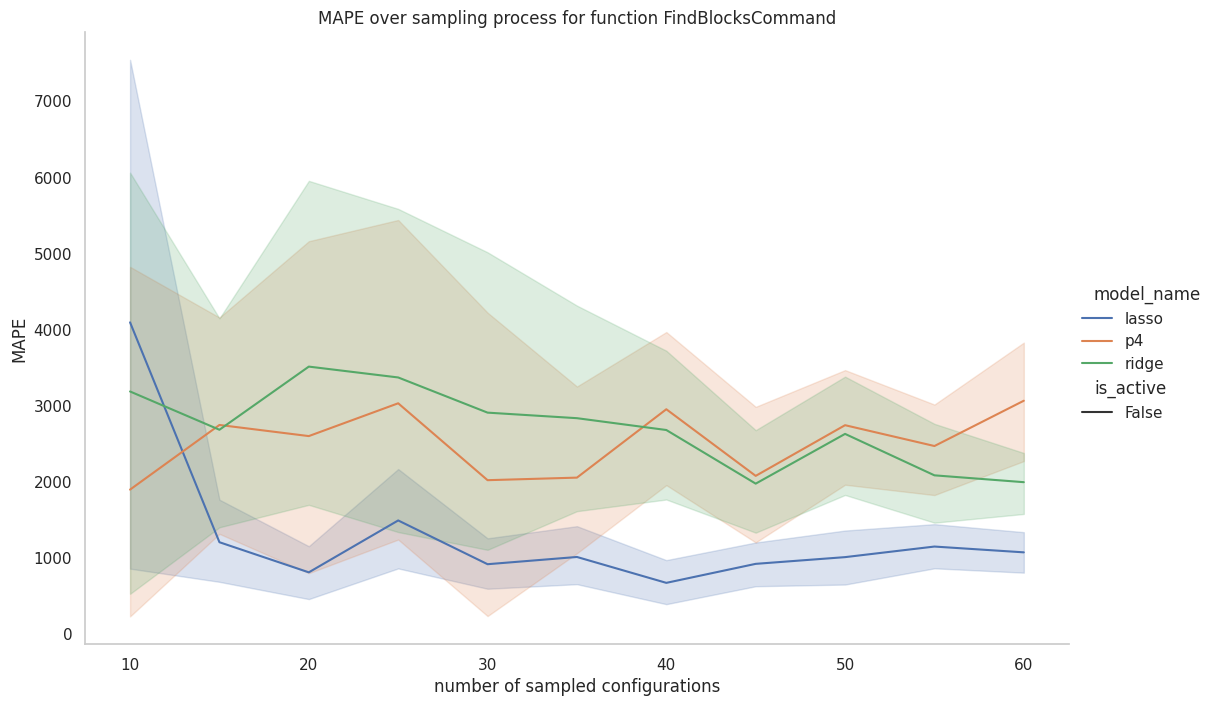 MAPE over sampling process for function FindBlocksCommand
MAPE
7000
6000
5000
4000
3000
2000
1000
0
10 20 30 40 50 60
number of sampled configurations
model_name
lasso
p4
ridge
is_active
False